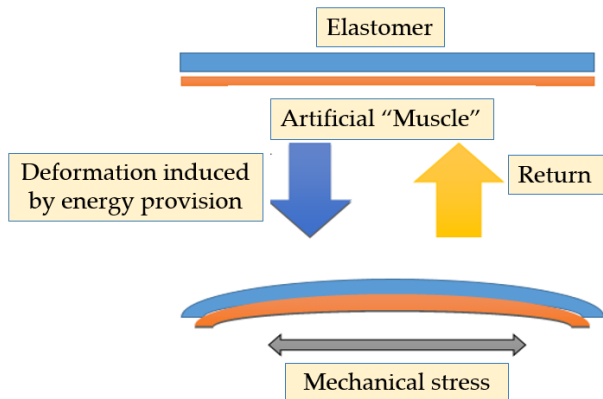 Elastomer
Artificial “Muscle”
Deformation induced
by energy provision
Return
Mechanical stress